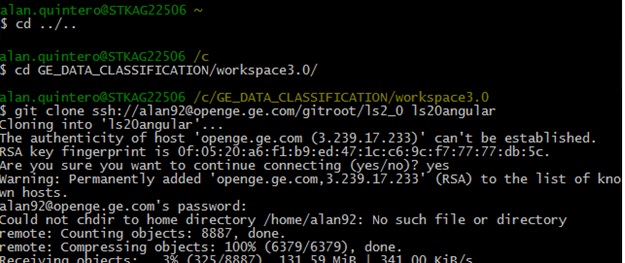 alan.quintero@STKAG22506 ~
$ cd ../..
alan.quintero@STKAG22506 /c
$ cd GE_DATA_CLASSIFICATION/workspace3.0/
alan.quintero@STKAG22506 /c/GE_DATA_CLASSIFICATION/workspace3.0
$ git clone ssh://alan92@openge.ge.com/gitroot/ls2_0 ls20angular
Cloning into 'ls20angular'...
The authenticity of host 'openge.ge.com (3.239.17.233)' can't be established.
RSA key fingerprint is 0f:05:20:a6:f1:b9:ed:47:1c:c6:9c:f7:77:77:db:5c.
Are you sure you want to continue connecting (yes/no)? yes
Warning: Permanently added 'openge.ge.com,3.239.17.233' (RSA) to the list of kno
wn hosts.
alan92@openge.ge.com's password:
Could not chdir to home directory /home/alan92: No such file or directory
remote: Counting objects: 8887, done.
remote: Compressing objects: 100% (6379/6379), done.
Receiving objects:   3% (325/8887), 131.59 MiB | 341.00 KiB/s